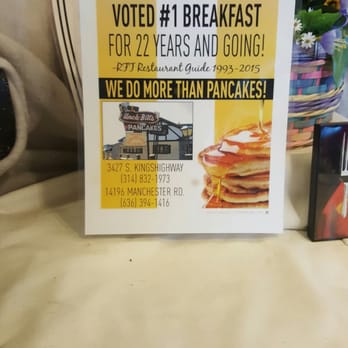 VOTED #1 BREAKFAST
FOR 22 YEARS AND GOING!
-RFT Restaurant Guide 1993-2015
WE DO MORE THAN PANCAKES!
Uncle Bill's
PANCAKES
3427 S. KINGSHIGHWAY
(314) 832-1973
14196 MANCHESTER RD.
(636) 394-1416